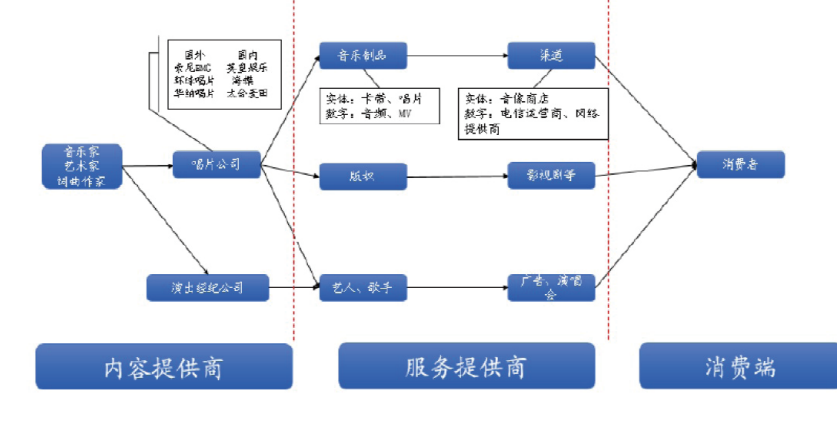 国外 国内
索尼BMC 英皇娱乐
环球唱片 海蝶
华纳唱片 太合麦田
音乐制品
渠道
实体：卡带、唱片
数字：音频、MV
实体：音像商店
数字：电信运营商、网络
提供商
音乐家
艺术家
词曲作家
唱片公司
版权
影视剧等
消费者
演出经纪公司
艺人、歌手
广告、演唱
会
内容提供商
服务提供商
消费端